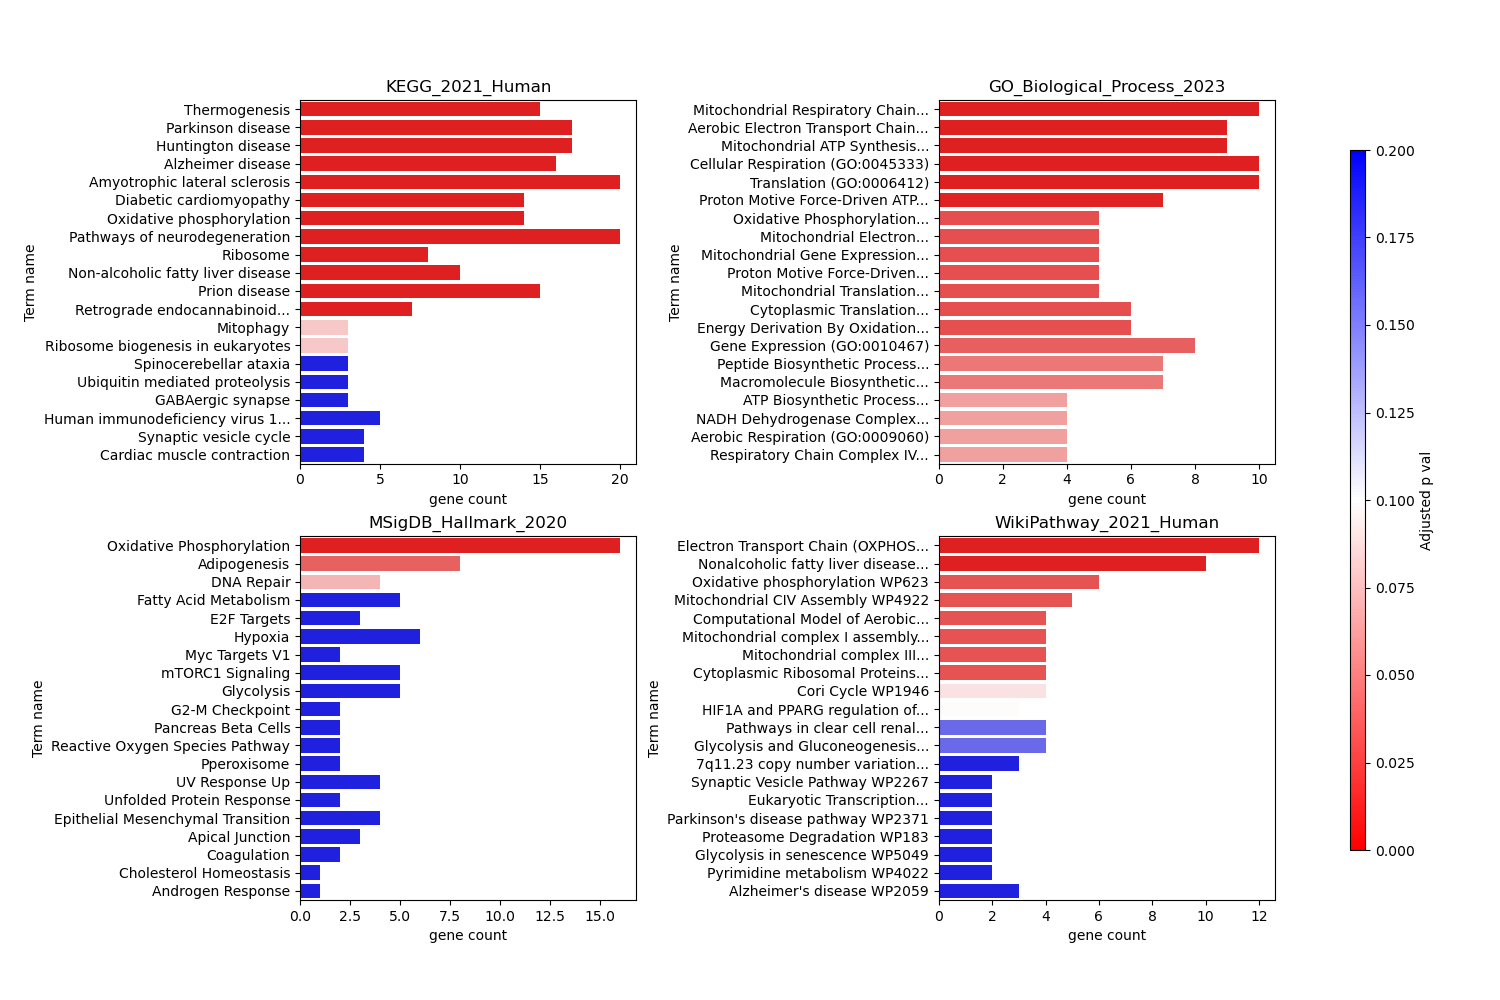 KEGG_2021_Human
Term name
Thermogenesis
Parkinson disease
Huntington disease
Alzheimer disease
Amyotrophic lateral sclerosis
Diabetic cardiomyopathy
Oxidative phosphorylation
Pathways of neurodegeneration
Ribosome
Non-alcoholic fatty liver disease
Prion disease
Retrograde endocannabinoid...
Mitophagy
Ribosome biogenesis in eukaryotes
Spinocerebellar ataxia
Ubiquitin mediated proteolysis
GABAergic synapse
Human immunodeficiency virus 1...
Synaptic vesicle cycle
Cardiac muscle contraction
0 5 10 15 20
gene count
GO_Biological_Process_2023
Term name
Mitochondrial Respiratory Chain...
Aerobic Electron Transport Chain...
Mitochondrial ATP Synthesis...
Cellular Respiration (GO:0045333)
Translation (GO:0006412)
Proton Motive Force-Driven ATP...
Oxidative Phosphorylation...
Mitochondrial Electron...
Mitochondrial Gene Expression...
Proton Motive Force-Driven...
Mitochondrial Translation...
Cytoplasmic Translation...
Energy Derivation By Oxidation...
Gene Expression (GO:0010467)
Peptide Biosynthetic Process...
Macromolecule Biosynthetic...
ATP Biosynthetic Process...
NADH Dehydrogenase Complex...
Aerobic Respiration (GO:0009060)
Respiratory Chain Complex IV...
0 2 4 6 8 10
gene count
MSigDB_Hallmark_2020
Term name
Oxidative Phosphorylation
Adipogenesis
DNA Repair
Fatty Acid Metabolism
E2F Targets
Hypoxia
Myc Targets V1
mTORC1 Signaling
Glycolysis
G2-M Checkpoint
Pancreas Beta Cells
Reactive Oxygen Species Pathway
Pperoxisome
UV Response Up
Unfolded Protein Response
Epithelial Mesenchymal Transition
Apical Junction
Coagulation
Cholesterol Homeostasis
Androgen Response
0.0 2.5 5.0 7.5 10.0 12.5 15.0
gene count
WikiPathway_2021_Human
Term name
Electron Transport Chain (OXPHOS...
Nonalcoholic fatty liver disease...
Oxidative phosphorylation WP623
Mitochondrial CIV Assembly WP4922
Computational Model of Aerobic...
Mitochondrial complex I assembly...
Mitochondrial complex III...
Cytoplasmic Ribosomal Proteins...
Cori Cycle WP1946
HIF1A and PPARG regulation of...
Pathways in clear cell renal...
Glycolysis and Gluconeogenesis...
7q11.23 copy number variation...
Synaptic Vesicle Pathway WP2267
Eukaryotic Transcription...
Parkinson's disease pathway WP2371
Proteasome Degradation WP183
Glycolysis in senescence WP5049
Pyrimidine metabolism WP4022
Alzheimer's disease WP2059
0 2 4 6 8 10 12
gene count
0.200
0.175
0.150
0.125
0.100
0.075
0.050
0.025
0.000
Adjusted p val